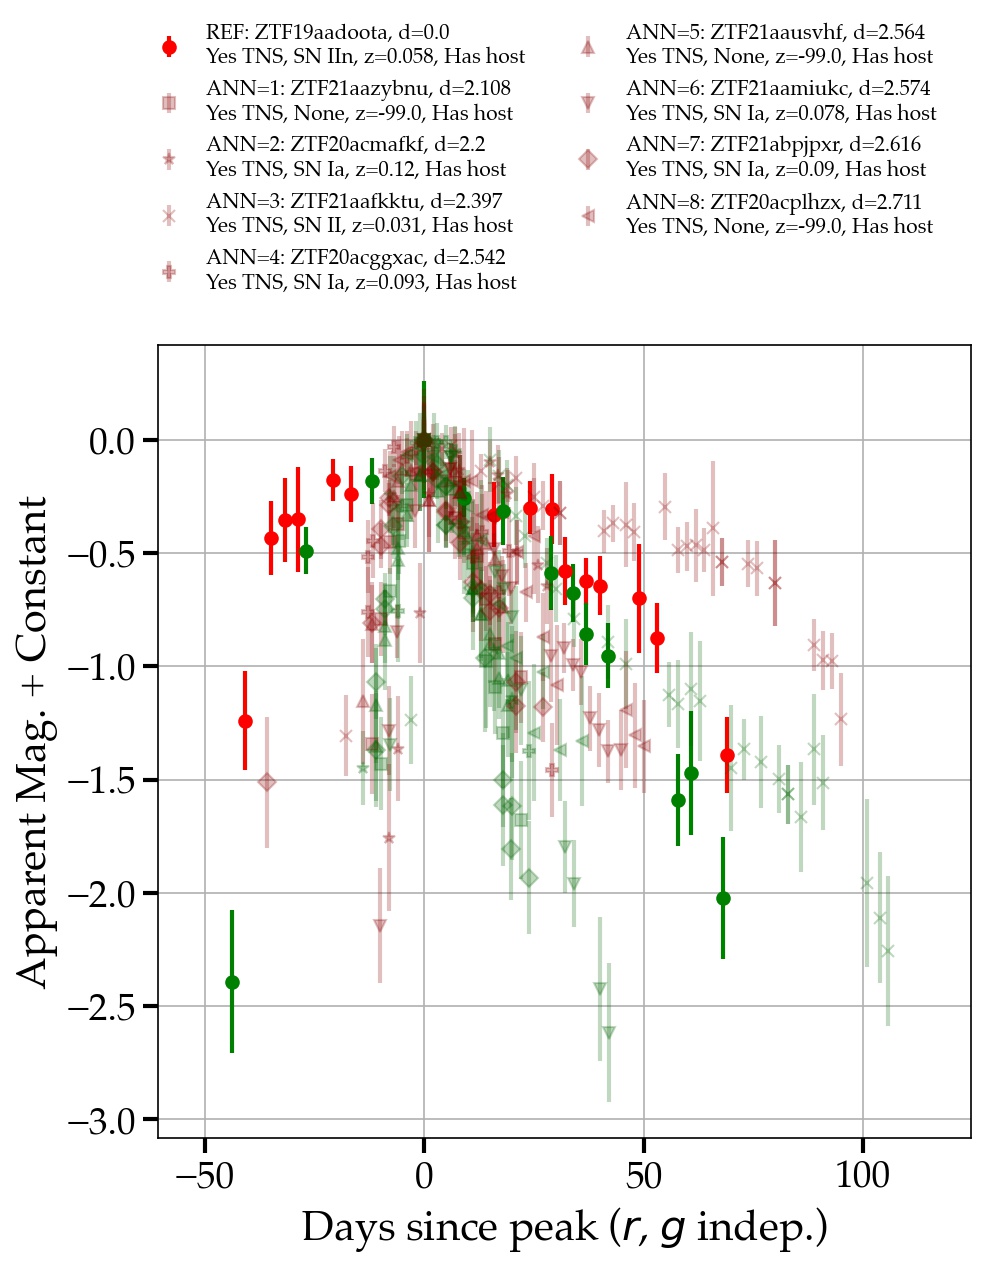 REF: ZTF19aadoota, d=0.0
Yes TNS, SN IIn, z=0.058, Has host
ANN=1: ZTF21aazybnu, d=2.108
Yes TNS, None, z=-99.0, Has host
ANN=2: ZTF20acmafkf, d=2.2
Yes TNS, SN Ia, z=0.12, Has host
ANN=3: ZTF21aafkktu, d=2.397
Yes TNS, SN II, z=0.031, Has host
ANN=4: ZTF20acggxac, d=2.542
Yes TNS, SN Ia, z=0.093, Has host
ANN=5: ZTF21aausvhf, d=2.564
Yes TNS, None, z=-99.0, Has host
ANN=6: ZTF21aamiukc, d=2.574
Yes TNS, SN Ia, z=0.078, Has host
ANN=7: ZTF21abpjpxr, d=2.616
Yes TNS, SN Ia, z=0.09, Has host
ANN=8: ZTF20acplhzx, d=2.711
Yes TNS, None, z=-99.0, Has host
Apparent Mag. + Constant
0.0
−0.5
−1.0
−1.5
−2.0
−2.5
−3.0
−50
0
50
100
Days since peak (r, g indep.)